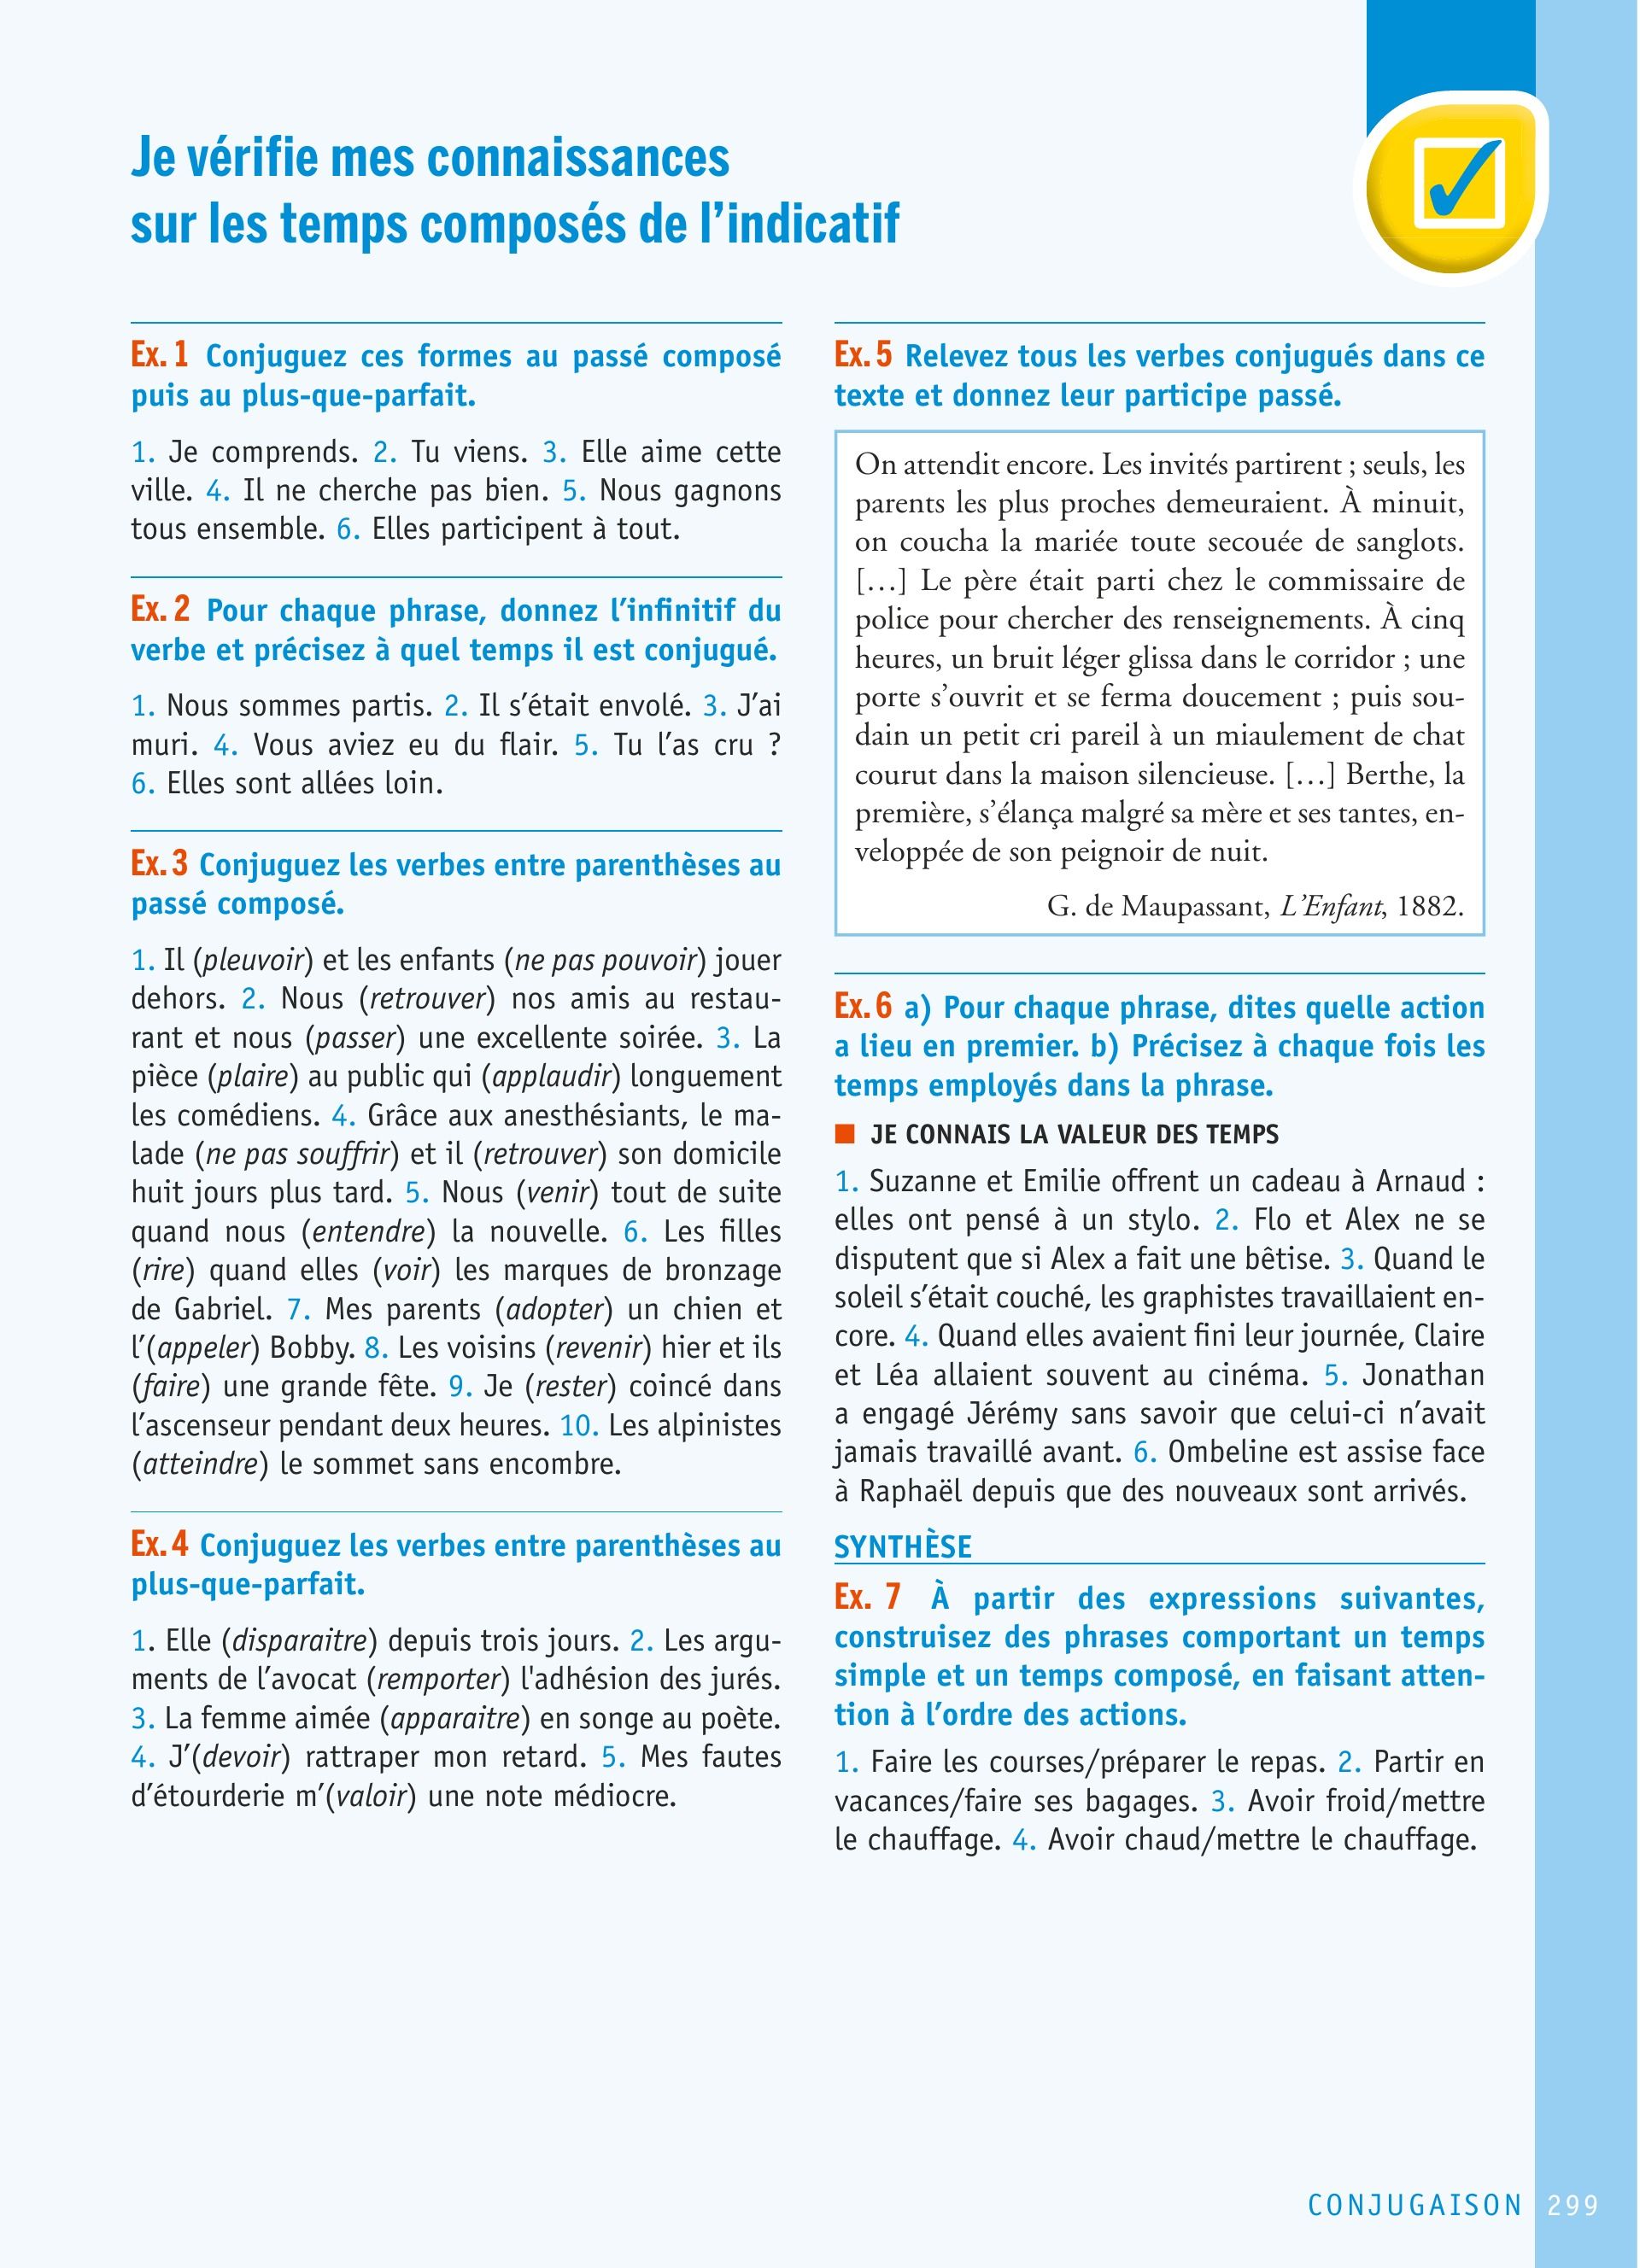 Je vérifie mes connaissances
sur les temps composés de l’indicatif
Ex. 1 Conjuguez ces formes au passé composé
puis au plus-que-parfait.
1. Je comprends. 2. Tu viens. 3. Elle aime cette
ville. 4. Il ne cherche pas bien. 5. Nous gagnons
tous ensemble. 6. Elles participent à tout.
Ex. 2 Pour chaque phrase, donnez l’infinitif du
verbe et précisez à quel temps il est conjugué.
1. Nous sommes partis. 2. Il s’était envolé. 3. J’ai
muri. 4. Vous aviez eu du flair. 5. Tu l’as cru ?
6. Elles sont allées loin.
Ex. 3 Conjuguez les verbes entre parenthèses au
passé composé.
1. Il (pleuvoir) et les enfants (ne pas pouvoir) jouer
dehors. 2. Nous (retrouver) nos amis au restau-
rant et nous (passer) une excellente soirée. 3. La
pièce (plaire) au public qui (applaudir) longuement
les comédiens. 4. Grâce aux anesthésiants, le ma-
lade (ne pas souffrir) et il (retrouver) son domicile
huit jours plus tard. 5. Nous (venir) tout de suite
quand nous (entendre) la nouvelle. 6. Les filles
(rire) quand elles (voir) les marques de bronzage
de Gabriel. 7. Mes parents (adopter) un chien et
l’(appeler) Bobby. 8. Les voisins (revenir) hier et ils
(faire) une grande fête. 9. Je (rester) coincé dans
l’ascenseur pendant deux heures. 10. Les alpinistes
(atteindre) le sommet sans encombre.
Ex. 4 Conjuguez les verbes entre parenthèses au
plus-que-parfait.
1. Elle (disparaitre) depuis trois jours. 2. Les argu-
ments de l’avocat (remporter) l'adhésion des jurés.
3. La femme aimée (apparaitre) en songe au poète.
4. J’(devoir) rattraper mon retard. 5. Mes fautes
d’étourderie m’(valoir) une note médiocre.
Ex. 5 Relevez tous les verbes conjugués dans ce
texte et donnez leur participe passé.
On attendit encore. Les invités partirent ; seuls, les
parents les plus proches demeuraient. À minuit,
on coucha la mariée toute secouée de sanglots.
[…] Le père était parti chez le commissaire de
police pour chercher des renseignements. À cinq
heures, un bruit léger glissa dans le corridor ; une
porte s’ouvrit et se ferma doucement ; puis sou-
dain un petit cri pareil à un miaulement de chat
courut dans la maison silencieuse. […] Berthe, la
première, s’élança malgré sa mère et ses tantes, en-
veloppée de son peignoir de nuit.
G. de Maupassant, L’Enfant, 1882.
Ex. 6 a) Pour chaque phrase, dites quelle action
a lieu en premier. b) Précisez à chaque fois les
temps employés dans la phrase.
■ JE CONNAIS LA VALEUR DES TEMPS
1. Suzanne et Emilie offrent un cadeau à Arnaud :
elles ont pensé à un stylo. 2. Flo et Alex ne se
disputent que si Alex a fait une bêtise. 3. Quand le
soleil s’était couché, les graphistes travaillaient en-
core. 4. Quand elles avaient fini leur journée, Claire
et Léa allaient souvent au cinéma. 5. Jonathan
a engagé Jérémy sans savoir que celui-ci n’avait
jamais travaillé avant. 6. Ombeline est assise face
à Raphaël depuis que des nouveaux sont arrivés.
SYNTHÈSE
Ex. 7 À partir des expressions suivantes,
construisez des phrases comportant un temps
simple et un temps composé, en faisant atten-
tion à l’ordre des actions.
1. Faire les courses/préparer le repas. 2. Partir en
vacances/faire ses bagages. 3. Avoir froid/mettre
le chauffage. 4. Avoir chaud/mettre le chauffage.
CONJUGAISON 299